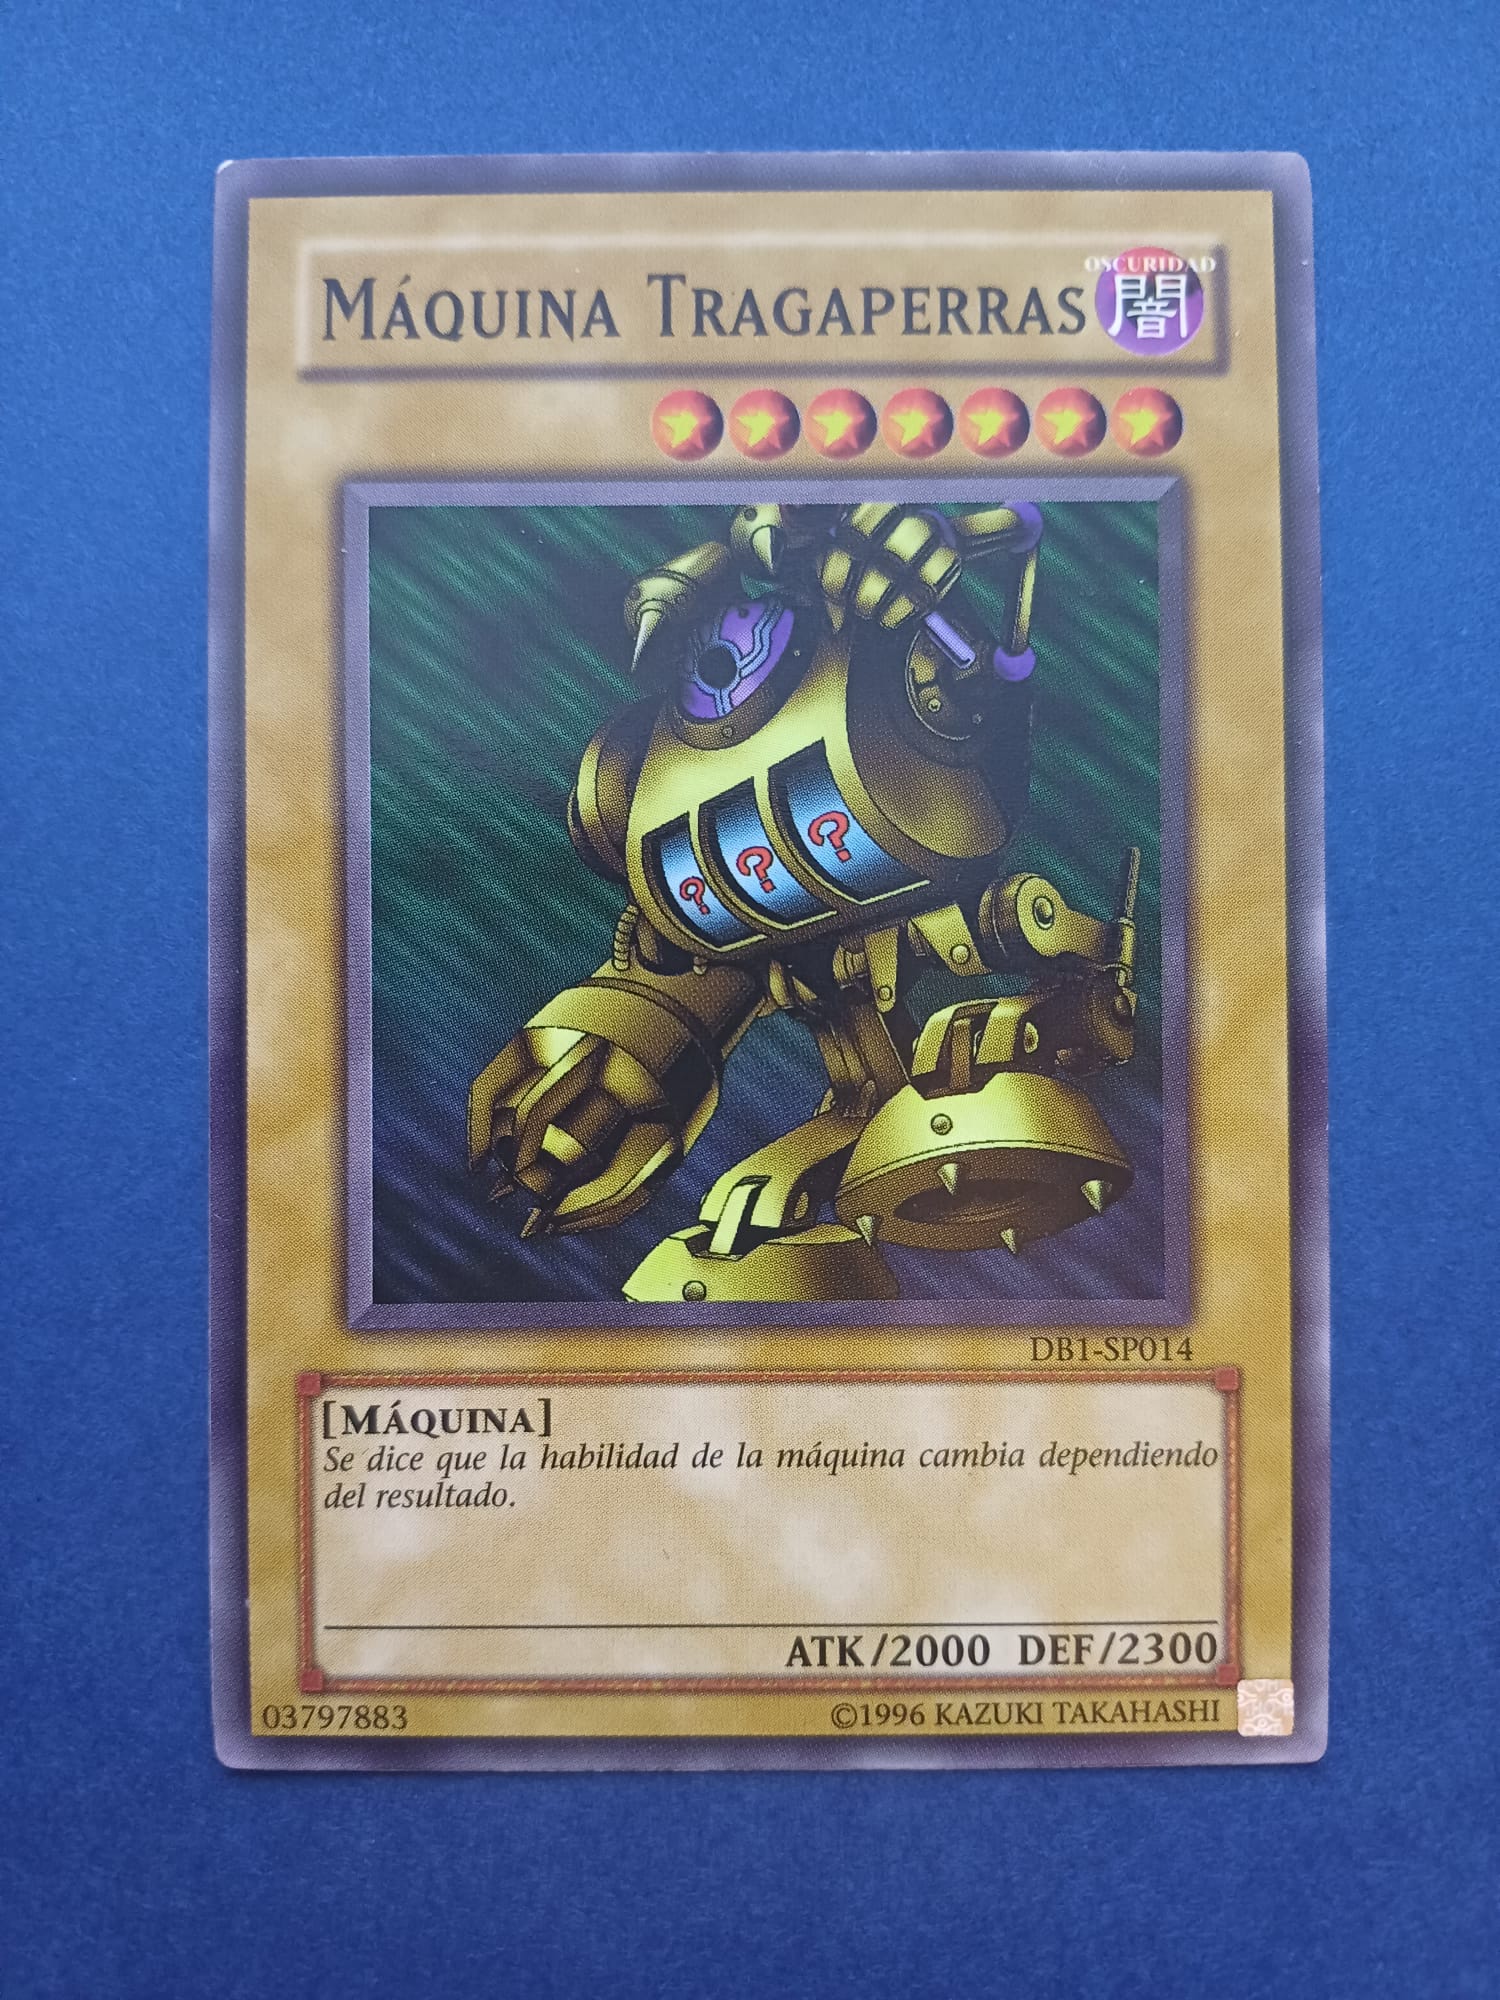 MÁQUINA TRAGAPERRAS
OSCURIDAD
闇
? ? ?
DB1-SP014
[MÁQUINA]
Se dice que la habilidad de la máquina cambia dependiendo
del resultado.
ATK/2000 DEF/2300
03797883
©1996 KAZUKI TAKAHASHI